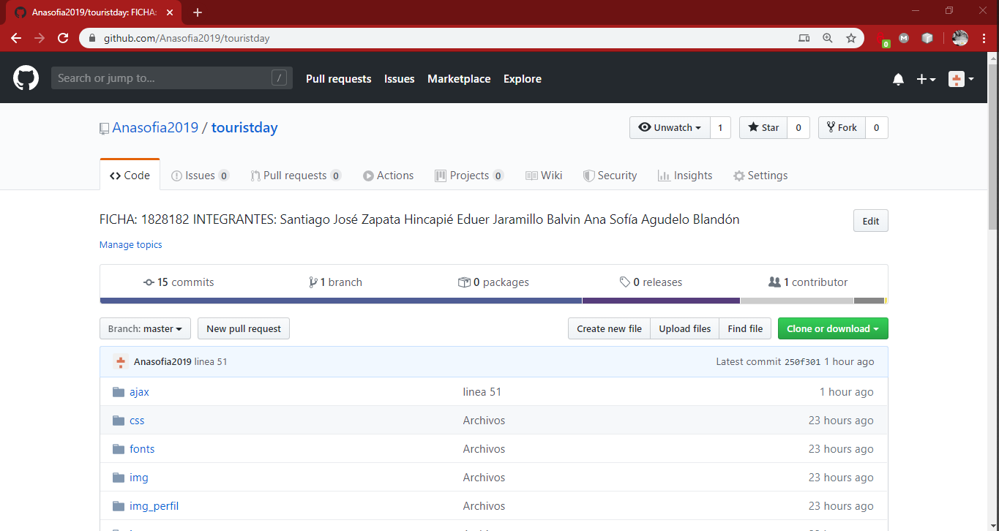 Anasofia2019/touristday: FICHA:
github.com/Anasofia2019/touristday
0
M
Search or jump to...
/
Pull requests Issues Marketplace Explore
Anasofia2019 / touristday
Unwatch 1 Star 0 Fork 0
Code Issues 0 Pull requests 0 Actions Projects 0 Wiki Security Insights Settings
FICHA: 1828182 INTEGRANTES: Santiago José Zapata Hincapié Eduer Jaramillo Balvin Ana Sofía Agudelo Blandón
Edit
Manage topics
15 commits 1 branch 0 packages 0 releases 1 contributor
Branch: master New pull request Create new file Upload files Find file Clone or download
Anasofia2019 linea 51 Latest commit 250f301 1 hour ago
ajax linea 51 1 hour ago
css Archivos 23 hours ago
fonts Archivos 23 hours ago
img Archivos 23 hours ago
img_perfil Archivos 23 hours ago